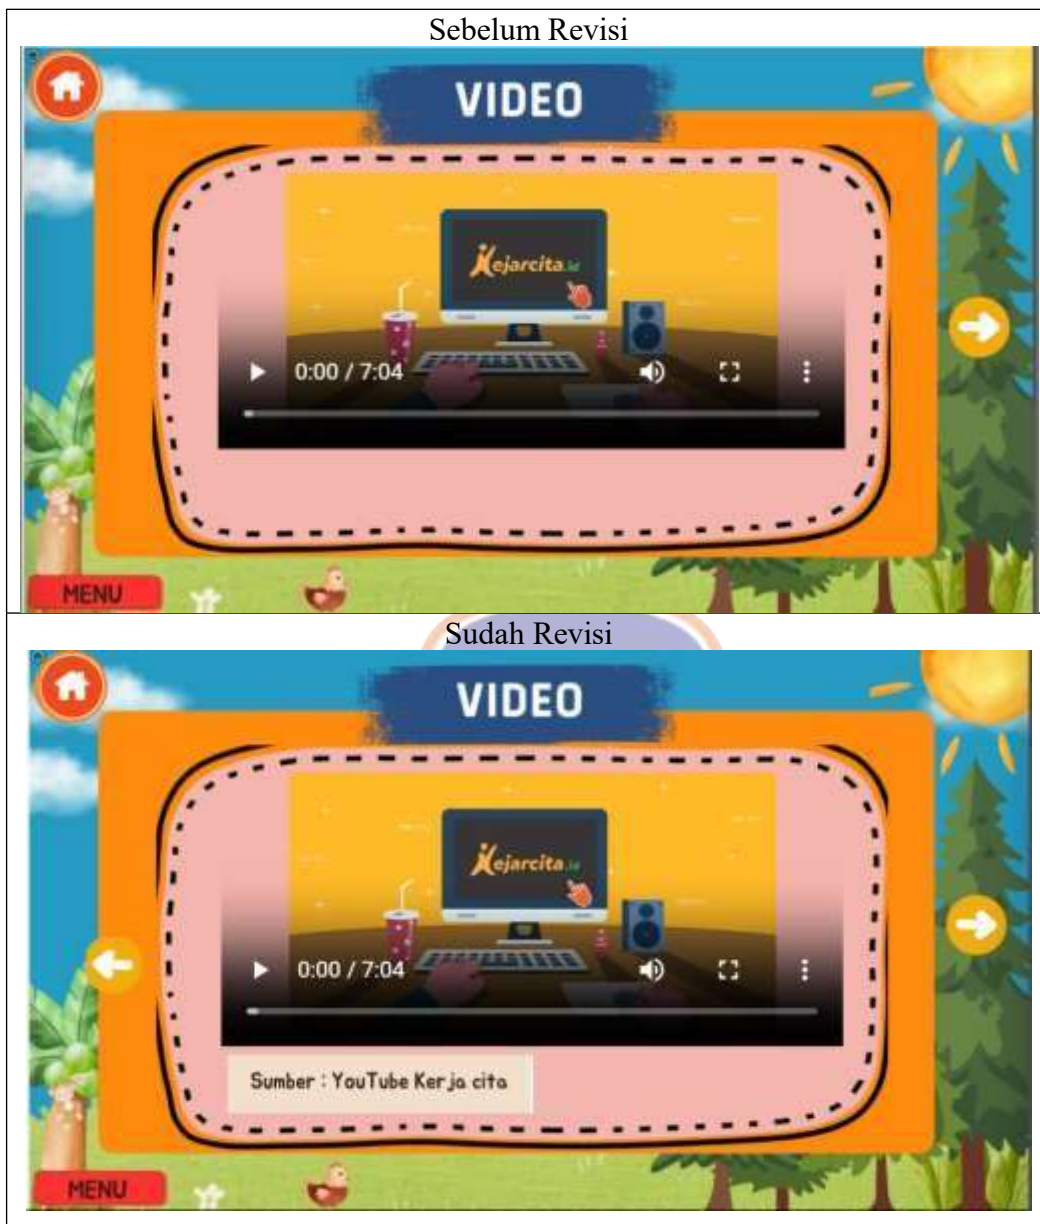 Sebelum Revisi
VIDEO
Kejarcita.id
0:00 / 7:04
MENU
Sudah Revisi
VIDEO
Kejarcita.id
0:00 / 7:04
Sumber : YouTube Kerja cita
MENU